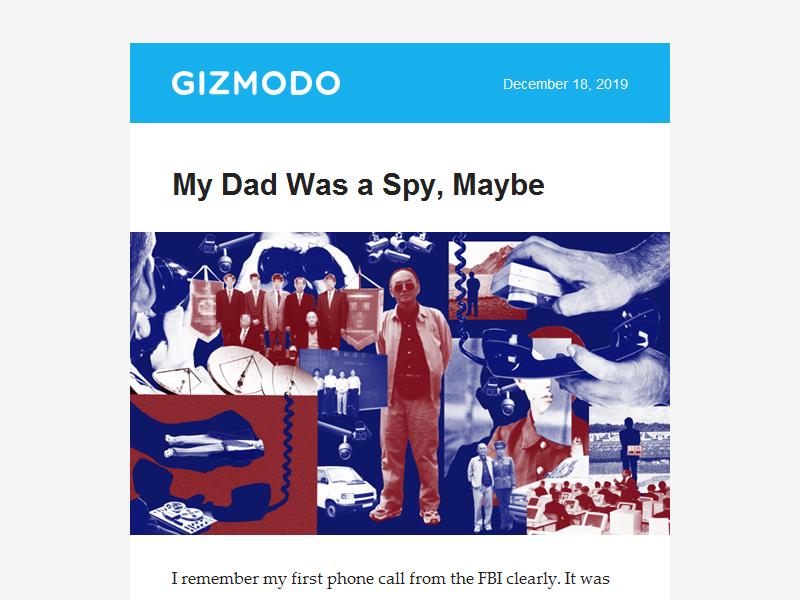 GIZMODO
December 18, 2019
My Dad Was a Spy, Maybe
I remember my first phone call from the FBI clearly. It was